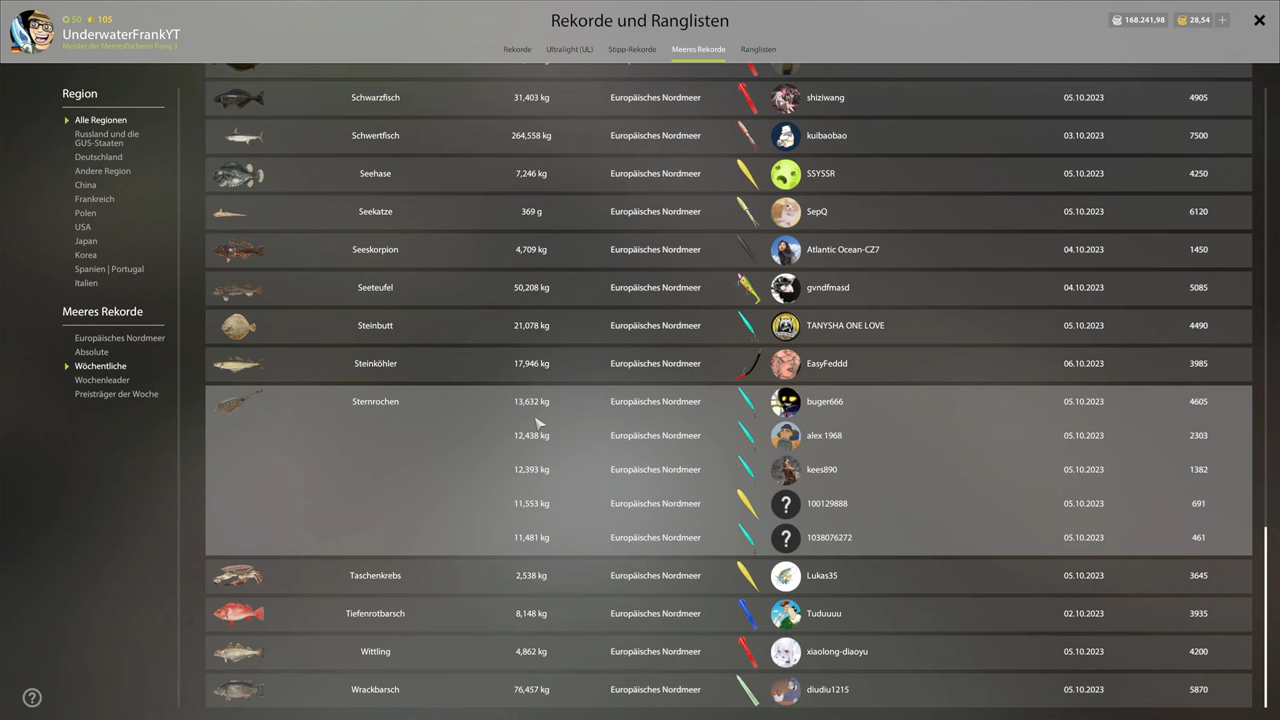 50 105
UnderwaterFrankYT
Meister der Meeresfischerei Rang 3
Rekorde und Ranglisten
168.241,98 28,54 +
Rekorde Ultralight (UL) Stipp-Rekorde Meeres Rekorde Ranglisten
Region
Alle Regionen
Russland und die
GUS-Staaten
Deutschland
Andere Region
China
Frankreich
Polen
USA
Japan
Korea
Spanien | Portugal
Italien
Meeres Rekorde
Europäisches Nordmeer
Absolute
Wöchentliche
Wochenleader
Preisträger der Woche
Schwarzfisch 31,403 kg Europäisches Nordmeer shiziwang 05.10.2023 4905
Schwertfisch 264,558 kg Europäisches Nordmeer kuibaobao 03.10.2023 7500
Seehase 7,246 kg Europäisches Nordmeer SSYSSR 05.10.2023 4250
Seekatze 369 g Europäisches Nordmeer SepQ 05.10.2023 6120
Seeskorpion 4,709 kg Europäisches Nordmeer Atlantic Ocean-CZ7 04.10.2023 1450
Seeteufel 50,208 kg Europäisches Nordmeer gvndfmasd 04.10.2023 5085
Steinbutt 21,078 kg Europäisches Nordmeer TANYSHA ONE LOVE 05.10.2023 4490
Steinköhler 17,946 kg Europäisches Nordmeer EasyFeddd 06.10.2023 3985
Sternrochen 13,632 kg Europäisches Nordmeer buger666 05.10.2023 4605
12,438 kg Europäisches Nordmeer alex 1968 05.10.2023 2303
12,393 kg Europäisches Nordmeer kees890 05.10.2023 1382
11,553 kg Europäisches Nordmeer ? 100129888 05.10.2023 691
11,481 kg Europäisches Nordmeer ? 1038076272 05.10.2023 461
Taschenkrebs 2,538 kg Europäisches Nordmeer Lukas35 05.10.2023 3645
Tiefenrotbarsch 8,148 kg Europäisches Nordmeer Tuduuuu 02.10.2023 3935
Wittling 4,862 kg Europäisches Nordmeer xiaolong-diaoyu 05.10.2023 4200
Wrackbarsch 76,457 kg Europäisches Nordmeer diudiu1215 05.10.2023 5870
?